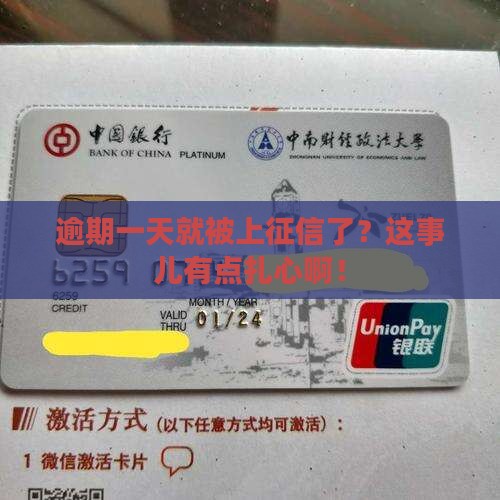 中国银行
BANK OF CHINA PLATINUM
中南财经政法大学
ZHONGNAN UNIVERSITY OF ECONOMICS AND LAW
逾期一天就被上征信了？这事
儿有点扎心啊！
6259
6259
CREDIT
MONTH/YEAR
VALID THRU 01/24
UnionPay
银联
激活方式（以下任意方式均可激活）：
1 微信激活卡片